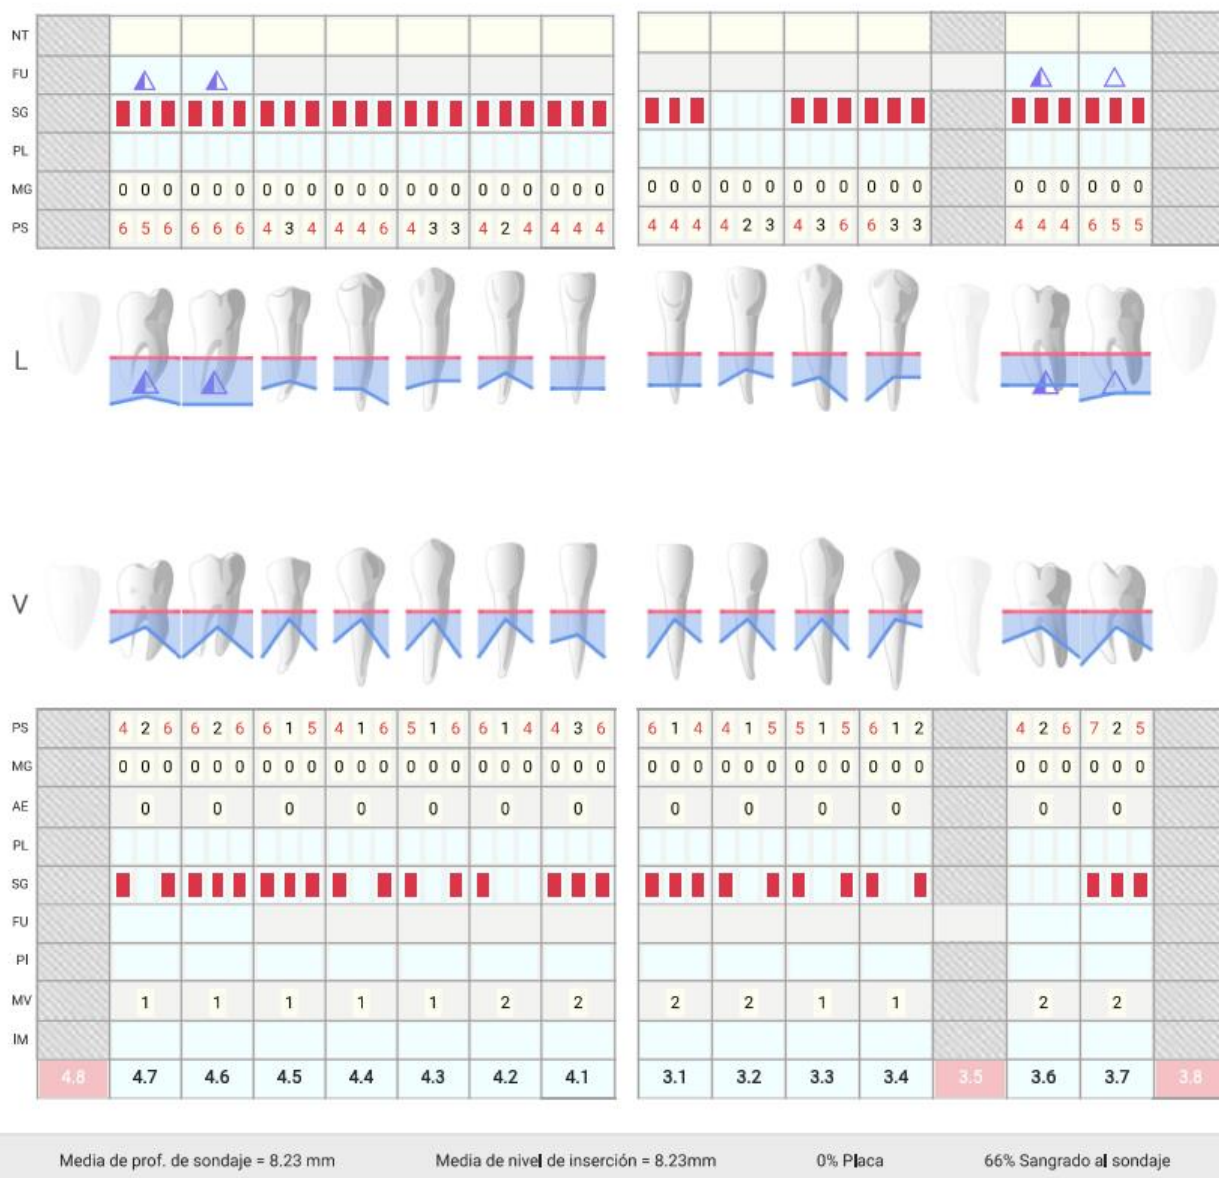 NT
FU
SG
PL
MG 0 0 0 0 0 0 0 0 0 0 0 0 0 0 0 0 0 0 0 0 0 0 0 0 0 0 0 0 0 0 0 0 0 0 0 0 0 0 0
PS 6 5 6 6 6 6 4 3 4 4 4 6 4 3 3 4 2 4 4 4 4 4 4 4 4 2 3 4 3 6 6 3 3 4 4 4 6 5 5
L
V
PS 4 2 6 6 2 6 6 1 5 4 1 6 5 1 6 6 1 4 4 3 6 6 1 4 4 1 5 5 1 5 6 1 2 4 2 6 7 2 5
MG 0 0 0 0 0 0 0 0 0 0 0 0 0 0 0 0 0 0 0 0 0 0 0 0 0 0 0 0 0 0 0 0 0 0 0 0 0 0 0
AE 0 0 0 0 0 0 0 0 0 0 0 0 0
PL
SG
FU
PI
MV 1 1 1 1 1 2 2 2 2 1 1 2 2
IM
4.8 4.7 4.6 4.5 4.4 4.3 4.2 4.1 3.1 3.2 3.3 3.4 3.5 3.6 3.7 3.8
Media de prof. de sondaje = 8.23 mm Media de nivel de inserción = 8.23mm 0% Placa 66% Sangrado al sondaje